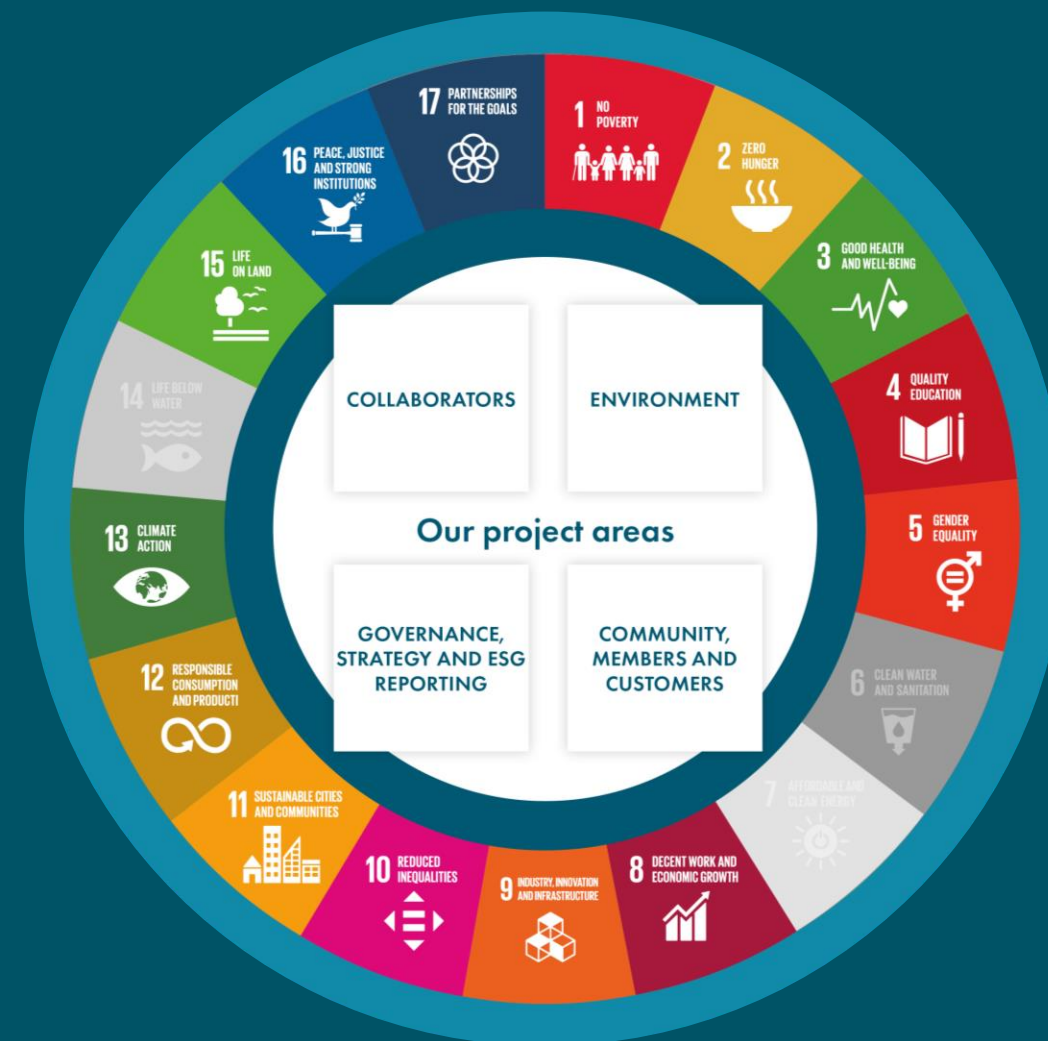 17 PARTNERSHIPS
FOR THE GOALS
1 NO
POVERTY
2 ZERO
HUNGER
3 GOOD HEALTH
AND WELL-BEING
4 QUALITY
EDUCATION
5 GENDER
EQUALITY
6 CLEAN WATER
AND SANITATION
7 AFFORDABLE AND
CLEAN ENERGY
8 DECENT WORK AND
ECONOMIC GROWTH
9 INDUSTRY, INNOVATION
AND INFRASTRUCTURE
10 REDUCED
INEQUALITIES
11 SUSTAINABLE CITIES
AND COMMUNITIES
12 RESPONSIBLE
CONSUMPTION
AND PRODUCTI
13 CLIMATE
ACTION
14 LIFE BELOW
WATER
15 LIFE
ON LAND
16 PEACE, JUSTICE
AND STRONG
INSTITUTIONS
COLLABORATORS
ENVIRONMENT
Our project areas
GOVERNANCE,
STRATEGY AND ESG
REPORTING
COMMUNITY,
MEMBERS AND
CUSTOMERS